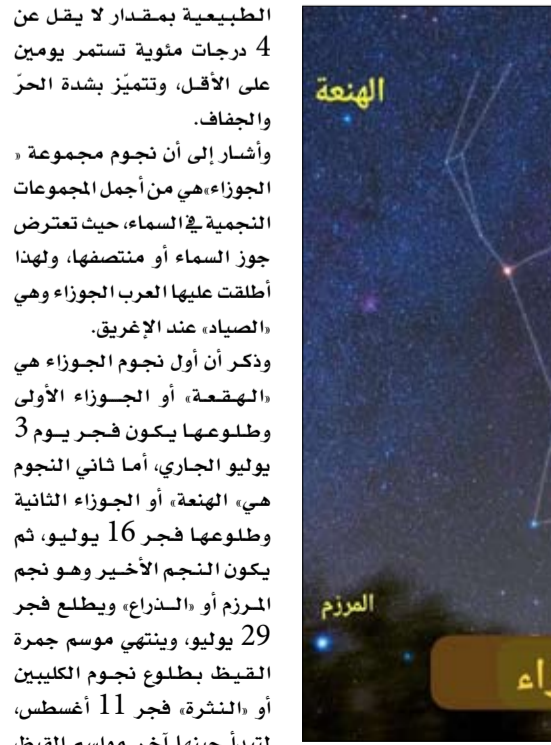 الطبيعية بمقدار لا يقل عن
4 درجات مئوية تستمر يومين
على الأقل، وتتميّز بشدة الحرّ
والجفاف.
وأشار إلى أن نجوم مجموعة «
الجوزاء»هي من أجمل المجموعات
النجمية في السماء، حيث تعترض
جوز السماء أو منتصفها، ولهذا
أطلقت عليها العرب الجوزاء وهي
«الصياد» عند الإغريق.
وذكر أن أول نجوم الجوزاء هي
«الهقعة» أو الجوزاء الأولى
وطلوعها يكون فجر يوم 3
يوليو الجاري، أما ثاني النجوم
هي» الهنعة» أو الجوزاء الثانية
وطلوعها فجر 16 يوليو، ثم
يكون النجم الأخير وهو نجم
المرزم أو «الذراع» ويطلع فجر
29 يوليو، وينتهي موسم جمرة
القيظ بطلوع نجوم الكليبين
أو «النثرة» فجر 11 أغسطس،
لتبدأ حينها آخر مواسم القيظ
الهنعة
المرزم